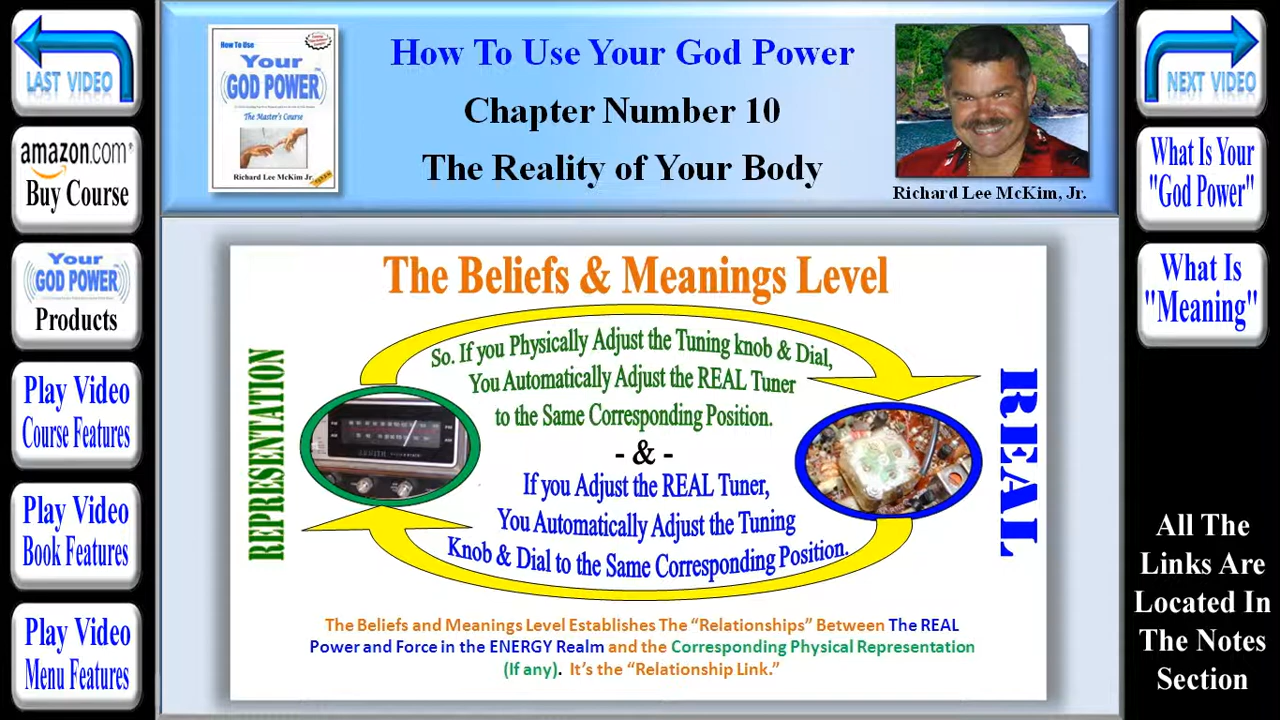 LAST VIDEO
amazon.com
Buy Course
Your
GOD POWER
Products
Play Video
Course Features
Play Video
Book Features
Play Video
Menu Features
How To Use
Your
GOD POWER
The Master's Course
Richard Lee McKim Jr.
How To Use Your God Power
Chapter Number 10
The Reality of Your Body
Richard Lee McKim, Jr.
The Beliefs & Meanings Level
REPRESENTATION
So. If you Physically Adjust the Tuning knob & Dial,
You Automatically Adjust the REAL Tuner
to the Same Corresponding Position.
- & -
If you Adjust the REAL Tuner,
You Automatically Adjust the Tuning
Knob & Dial to the Same Corresponding Position.
REAL
The Beliefs and Meanings Level Establishes The “Relationships” Between The REAL
Power and Force in the ENERGY Realm and the Corresponding Physical Representation
(If any). It’s the “Relationship Link.”
NEXT VIDEO
What Is Your
"God Power"
What Is
"Meaning"
All The
Links Are
Located In
The Notes
Section